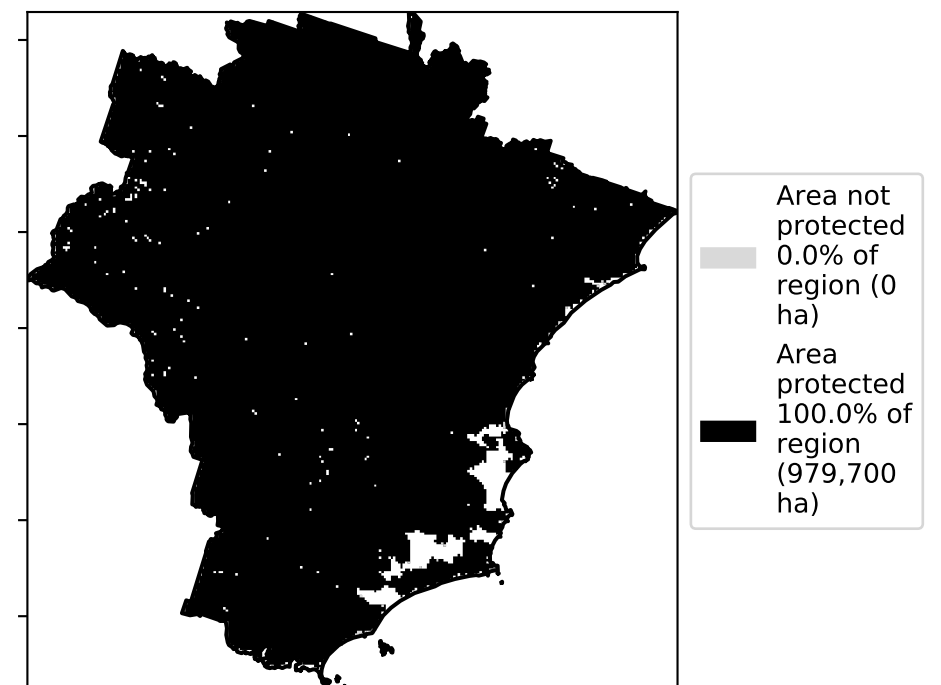 Area not
protected
0.0% of
region (0
ha)
Area
protected
100.0% of
region
(979,700
ha)